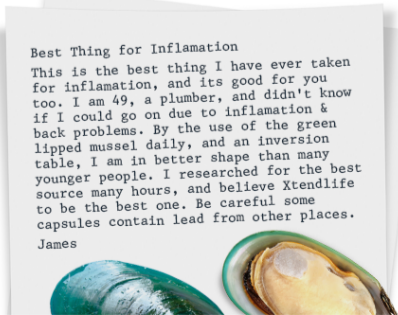 Best Thing for Inflamation
This is the best thing I have ever taken
for inflamation, and its good for you
too. I am 49, a plumber, and didn't know
if I could go on due to inflamation &
back problems. By the use of the green
lipped mussel daily, and an inversion
table, I am in better shape than many
younger people. I researched for the best
source many hours, and believe Xtendlife
to be the best one. Be careful some
capsules contain lead from other places.
James